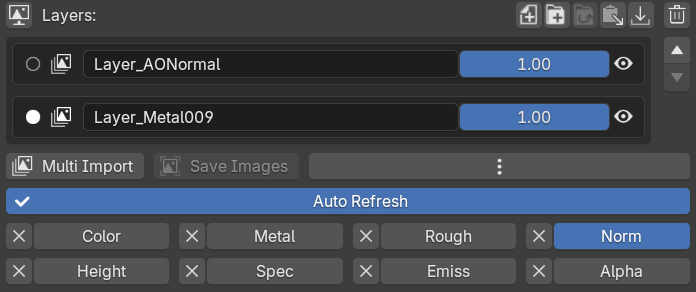 Layers:
Layer_AONormal 1.00
Layer_Metal009 1.00
Multi Import Save Images
Auto Refresh
Color Metal Rough Norm
Height Spec Emiss Alpha